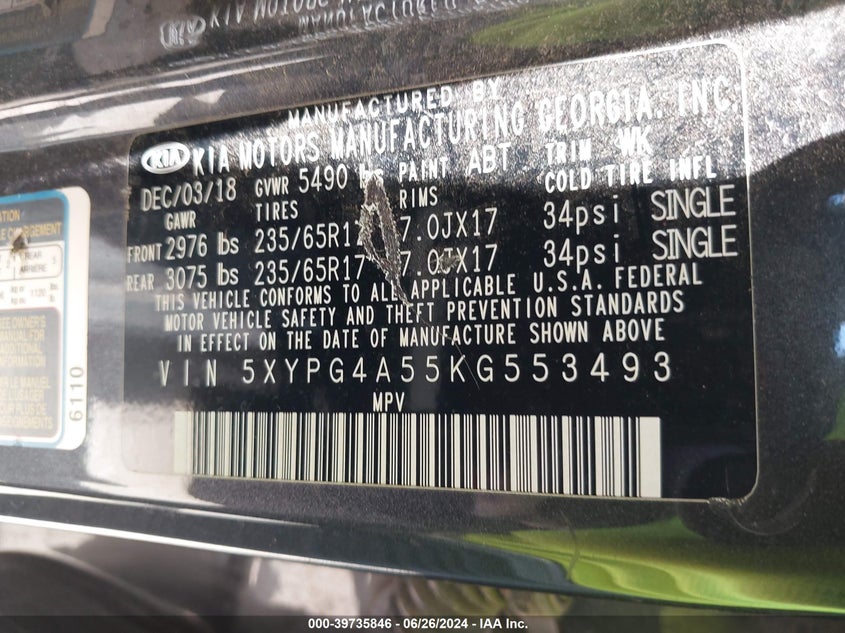 MANUFACTURED BY
KIA KIA MOTORS MANUFACTURING GEORGIA. INC.
DEC/03/18 GVWR 5490 lbs PAINT ABT TRIM WK
GAWR TIRES RIMS COLD TIRE INFL
FRONT 2976 lbs 235/65R17 7.0JX17 34psi SINGLE
REAR 3075 lbs 235/65R17 7.0JX17 34psi SINGLE
THIS VEHICLE CONFORMS TO ALL APPLICABLE U.S.A. FEDERAL
MOTOR VEHICLE SAFETY AND THEFT PREVENTION STANDARDS
IN EFFECT ON THE DATE OF MANUFACTURE SHOWN ABOVE
VIN 5XYPG4A55KG553493
MPV
REAR
ARRIÈRE
6110
000-39735846 - 06/26/2024 - IAA Inc.